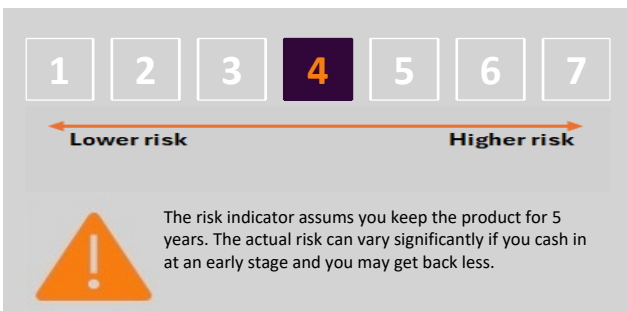 1 2 3 4 5 6 7
Lower risk Higher risk
The risk indicator assums you keep the product for 5
years. The actual risk can vary significantly if you cash in
at an early stage and you may get back less.